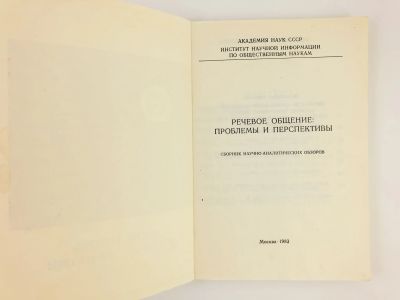 АКАДЕМИЯ НАУК СССР
ИНСТИТУТ НАУЧНОЙ ИНФОРМАЦИИ
ПО ОБЩЕСТВЕННЫМ НАУКАМ
РЕЧЕВОЕ ОБЩЕНИЕ:
ПРОБЛЕМЫ И ПЕРСПЕКТИВЫ
СБОРНИК НАУЧНО-АНАЛИТИЧЕСКИХ ОБЗОРОВ
Москва 1983